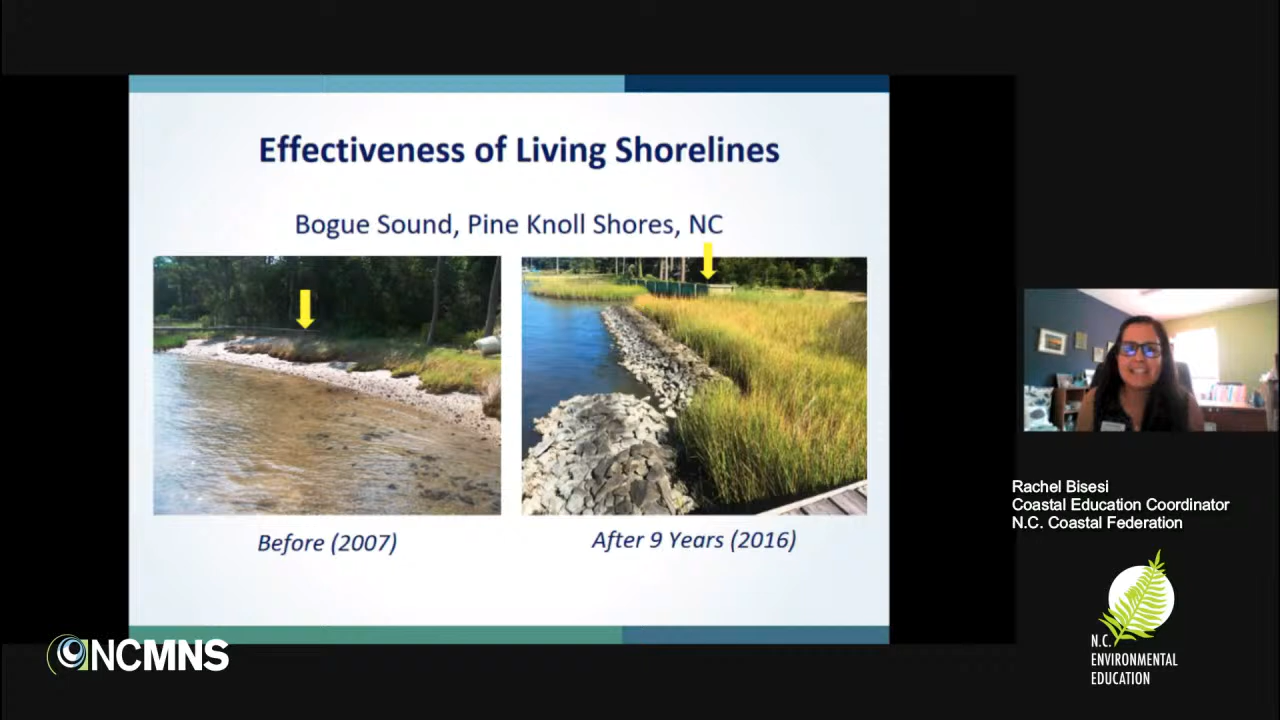 Effectiveness of Living Shorelines
Bogue Sound, Pine Knoll Shores, NC
Before (2007)
After 9 Years (2016)
Rachel Bisesi
Coastal Education Coordinator
N.C. Coastal Federation
NCMNS
N.C.
ENVIRONMENTAL
EDUCATION